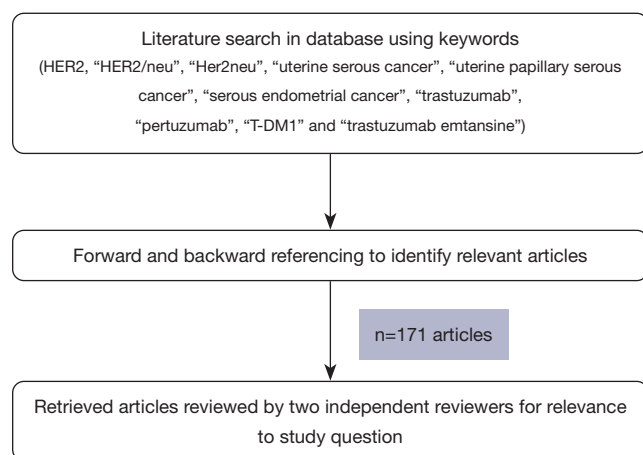 Literature search in database using keywords
(HER2, “HER2/neu”, “Her2neu”, “uterine serous cancer”, “uterine papillary serous
cancer”, “serous endometrial cancer”, “trastuzumab”,
“pertuzumab”, “T-DM1” and “trastuzumab emtansine”)
Forward and backward referencing to identify relevant articles
n=171 articles
Retrieved articles reviewed by two independent reviewers for relevance
to study question